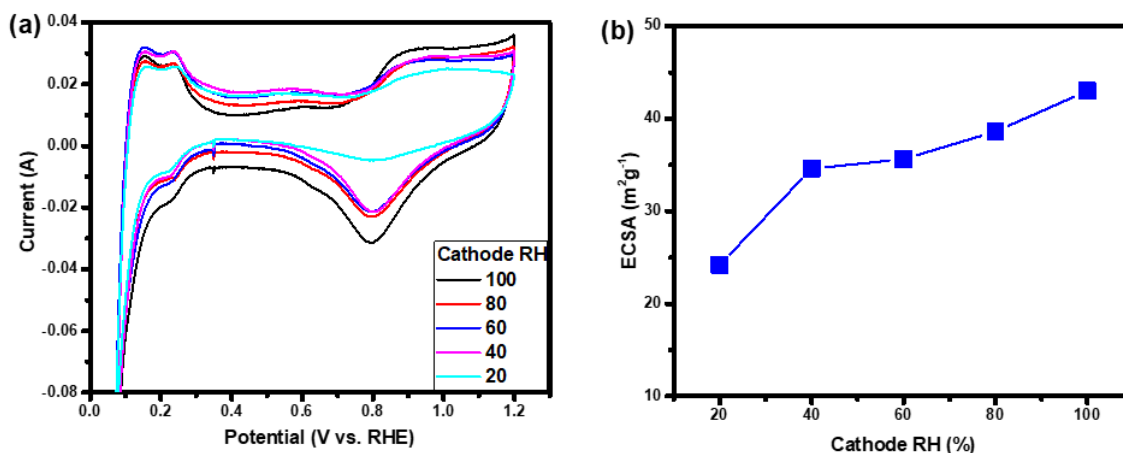 (a)
Current (A)
0.04
0.02
0.00
-0.02
-0.04
-0.06
-0.08
0.0 0.2 0.4 0.6 0.8 1.0 1.2
Potential (V vs. RHE)
Cathode RH
100
80
60
40
20
(b)
ECSA (m²g⁻¹)
50
40
30
20
10
20 40 60 80 100
Cathode RH (%)